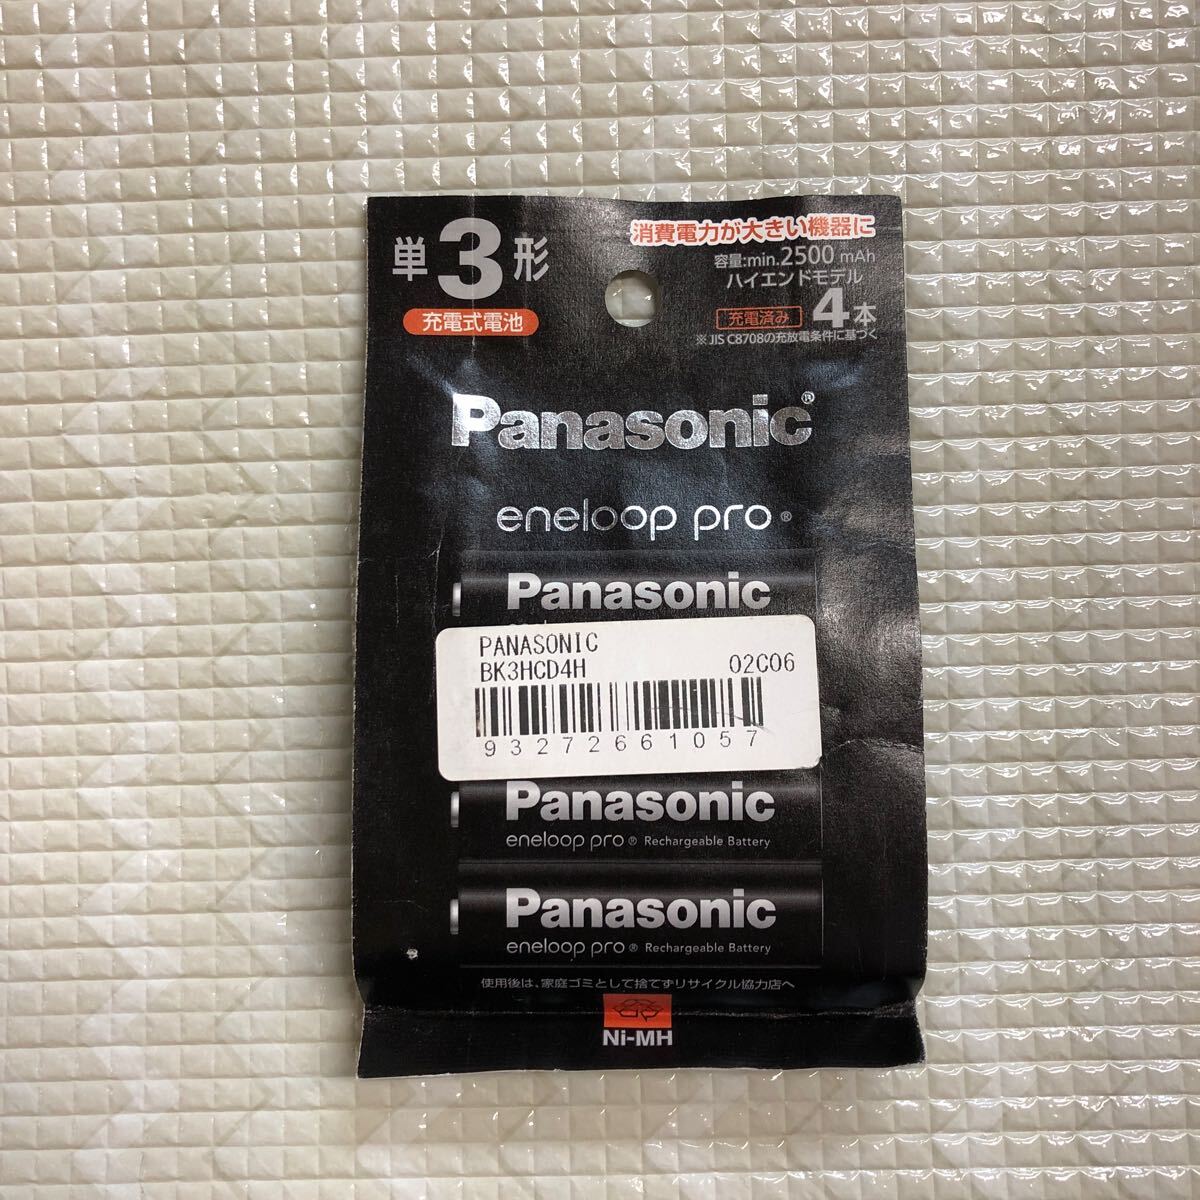 単3形
充電式電池
消費電力が大きい機器に
容量:min.2500 mAh
ハイエンドモデル
充電済み 4本
※JIS C8708の充放電条件に基づく
Panasonic®
eneloop pro®
Panasonic
PANASONIC
BK3HCD4H 02C06
93272661057
Panasonic
eneloop pro® Rechargeable Battery
Panasonic
eneloop pro® Rechargeable Battery
使用後は、家庭ゴミとして捨てずリサイクル協力店へ
Ni-MH